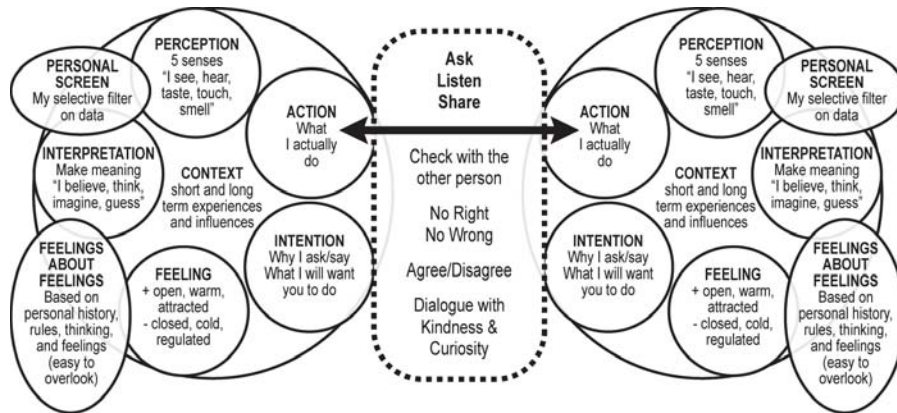 PERCEPTION
5 senses
“I see, hear,
taste, touch,
smell”
PERSONAL
SCREEN
My selective filter
on data
ACTION
What
I actually
do
INTERPRETATION
Make meaning
“I believe, think,
imagine, guess”
CONTEXT
short and long
term experiences
and influences
INTENTION
Why I ask/say
What I will want
you to do
FEELINGS
ABOUT
FEELINGS
Based on
personal history,
rules, thinking,
and feelings
(easy to
overlook)
FEELING
+ open, warm,
attracted
- closed, cold,
regulated
Ask
Listen
Share
Check with the
other person
No Right
No Wrong
Agree/Disagree
Dialogue with
Kindness &
Curiosity
PERCEPTION
5 senses
“I see, hear,
taste, touch,
smell”
PERSONAL
SCREEN
My selective filter
on data
ACTION
What
I actually
do
INTERPRETATION
Make meaning
“I believe, think,
imagine, guess”
CONTEXT
short and long
term experiences
and influences
INTENTION
Why I ask/say
What I will want
you to do
FEELING
+ open, warm,
attracted
- closed, cold,
regulated
FEELINGS
ABOUT
FEELINGS
Based on
personal history,
rules, thinking,
and feelings
(easy to
overlook)